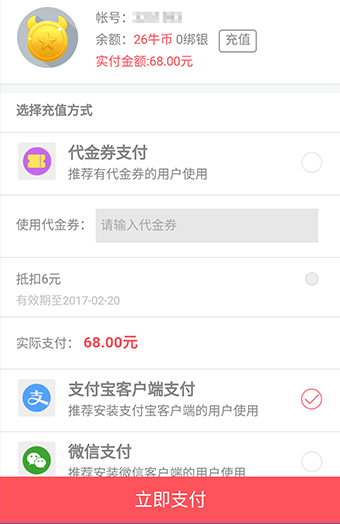 帐号：
余额：26牛币 0绑银 充值
实付金额:68.00元
选择充值方式
代金券支付
推荐有代金券的用户使用
使用代金券： 请输入代金券
抵扣6元
有效期至2017-02-20
实际支付：68.00元
支付宝客户端支付
推荐安装支付宝客户端的用户使用
微信支付
推荐安装微信客户端的用户使用
立即支付